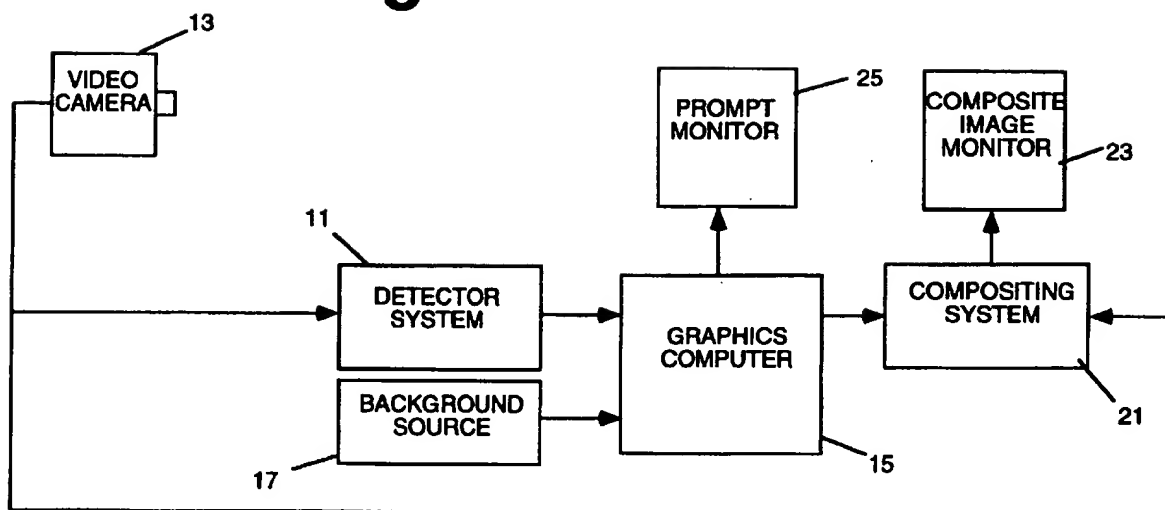 g
13
VIDEO
CAMERA
25
PROMPT
MONITOR
COMPOSITE
IMAGE
MONITOR
23
11
DETECTOR
SYSTEM
GRAPHICS
COMPUTER
COMPOSITING
SYSTEM
21
BACKGROUND
SOURCE
17
15